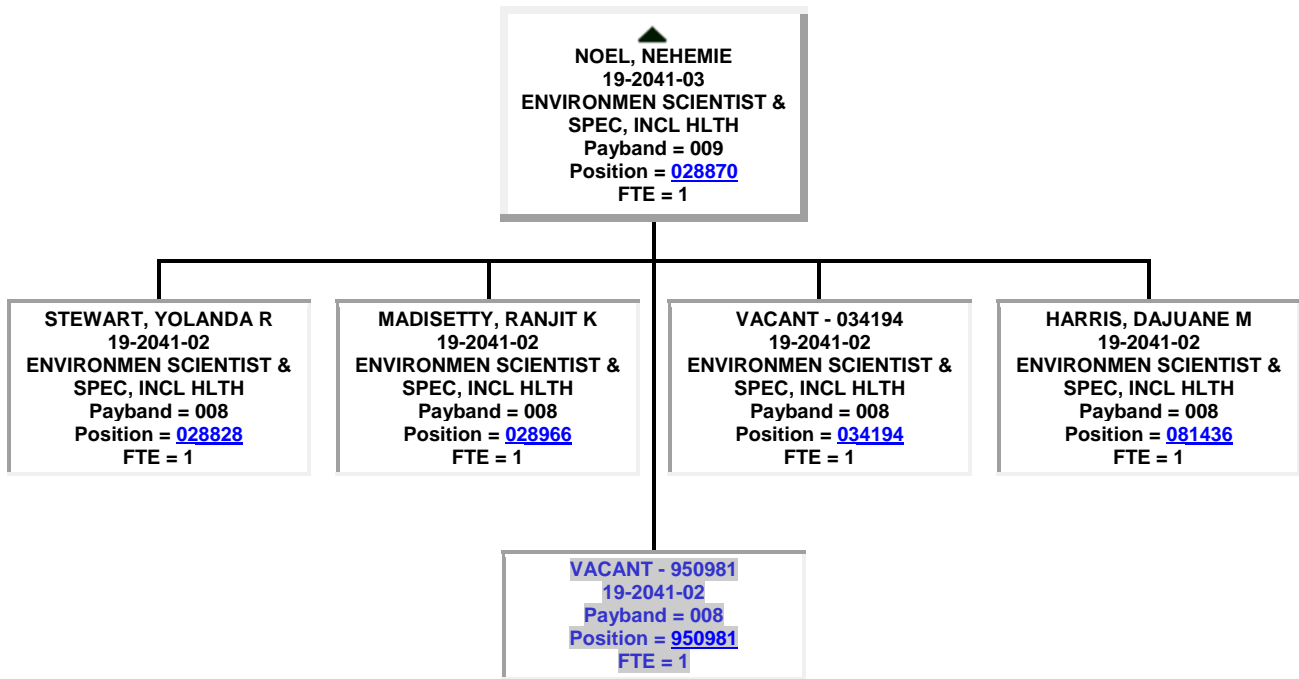 NOEL, NEHEMIE
19-2041-03
ENVIRONMEN SCIENTIST &
SPEC, INCL HLTH
Payband = 009
Position = 028870
FTE = 1
STEWART, YOLANDA R
19-2041-02
ENVIRONMEN SCIENTIST &
SPEC, INCL HLTH
Payband = 008
Position = 028828
FTE = 1
MADISETTY, RANJIT K
19-2041-02
ENVIRONMEN SCIENTIST &
SPEC, INCL HLTH
Payband = 008
Position = 028966
FTE = 1
VACANT - 034194
19-2041-02
ENVIRONMEN SCIENTIST &
SPEC, INCL HLTH
Payband = 008
Position = 034194
FTE = 1
HARRIS, DAJUANE M
19-2041-02
ENVIRONMEN SCIENTIST &
SPEC, INCL HLTH
Payband = 008
Position = 081436
FTE = 1
VACANT - 950981
19-2041-02
Payband = 008
Position = 950981
FTE = 1